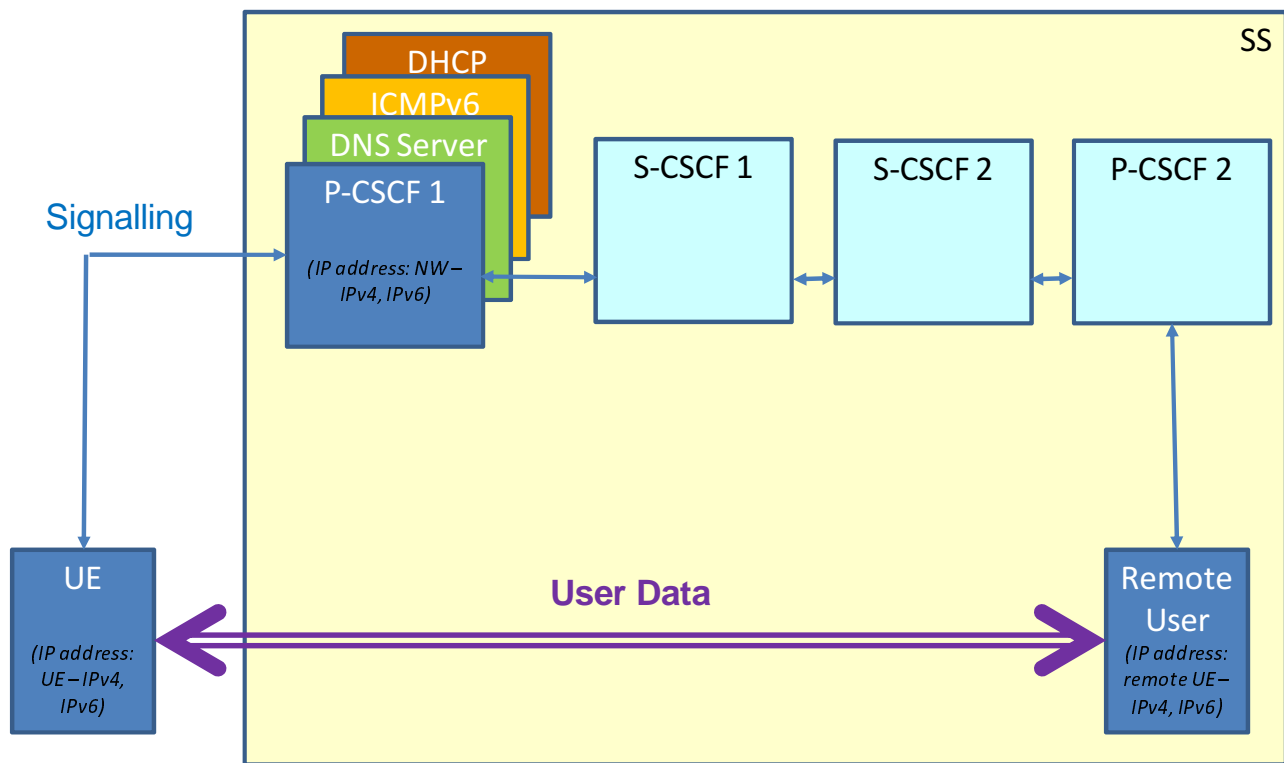 SS
DHCP
ICMPv6
DNS Server
P-CSCF 1
(IP address: NW–
IPv4, IPv6)
S-CSCF 1
S-CSCF 2
P-CSCF 2
Signalling
UE
(IP address:
UE–IPv4,
IPv6)
User Data
Remote
User
(IP address:
remote UE–
IPv4, IPv6)